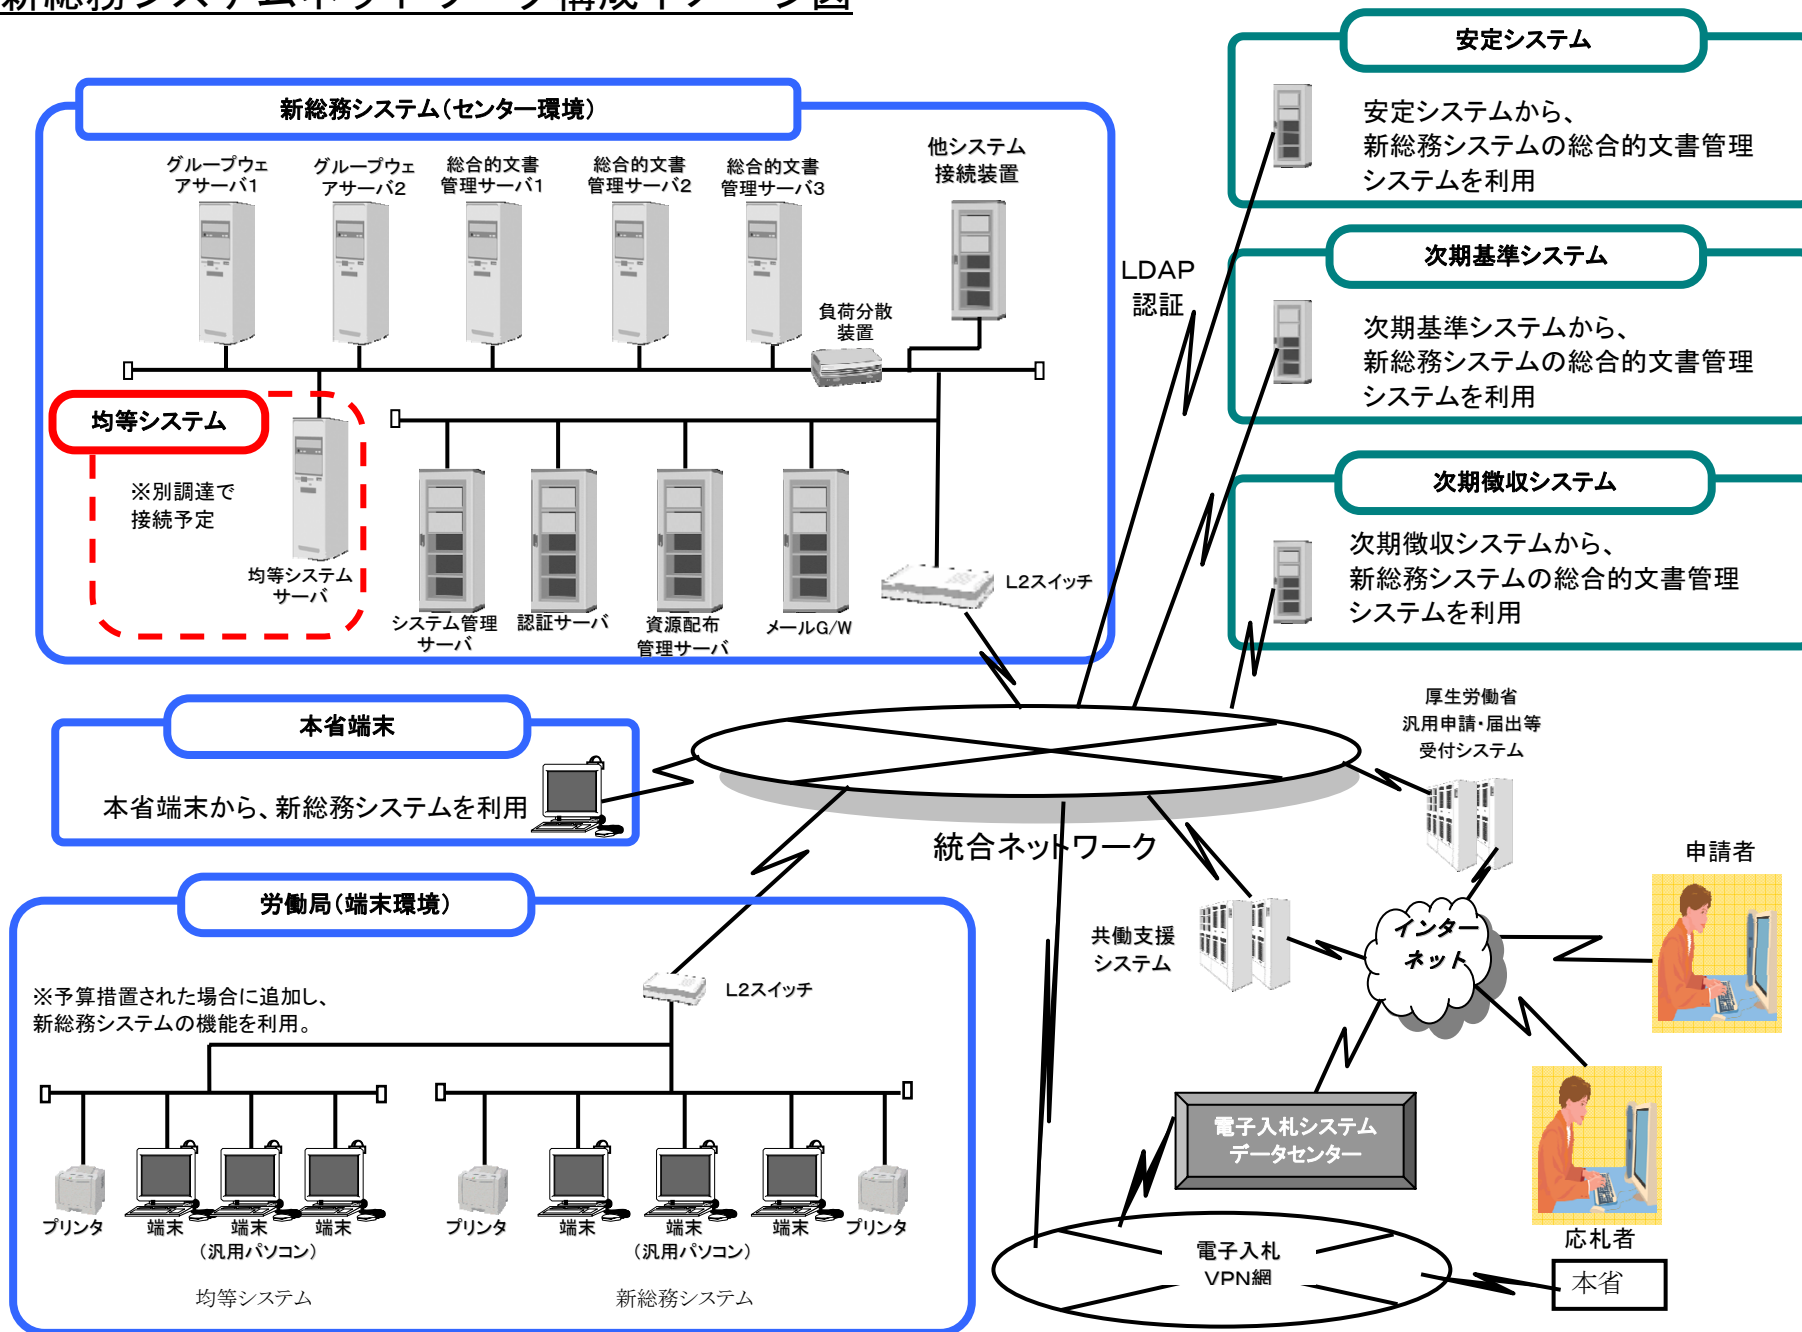 新総務システムネットワーク構成イメージ図
新総務システム(センター環境)
グループウェ
アサーバ1
グループウェ
アサーバ2
総合的文書
管理サーバ1
総合的文書
管理サーバ2
総合的文書
管理サーバ3
他システム
接続装置
負荷分散
装置
均等システム
※別調達で
接続予定
均等システム
サーバ
システム管理
サーバ
認証サーバ
資源配布
管理サーバ
メールG/W
L2スイッチ
LDAP
認証
安定システム
安定システムから、
新総務システムの総合的文書管理
システムを利用
次期基準システム
次期基準システムから、
新総務システムの総合的文書管理
システムを利用
次期徴収システム
次期徴収システムから、
新総務システムの総合的文書管理
システムを利用
本省端末
本省端末から、新総務システムを利用
統合ネットワーク
厚生労働省
汎用申請・届出等
受付システム
共働支援
システム
インター
ネット
申請者
応札者
労働局(端末環境)
※予算措置された場合に追加し、
新総務システムの機能を利用。
L2スイッチ
プリンタ
端末
端末
端末
(汎用パソコン)
均等システム
プリンタ
端末
端末
端末
プリンタ
(汎用パソコン)
新総務システム
電子入札システム
データセンター
電子入札
VPN網
本省